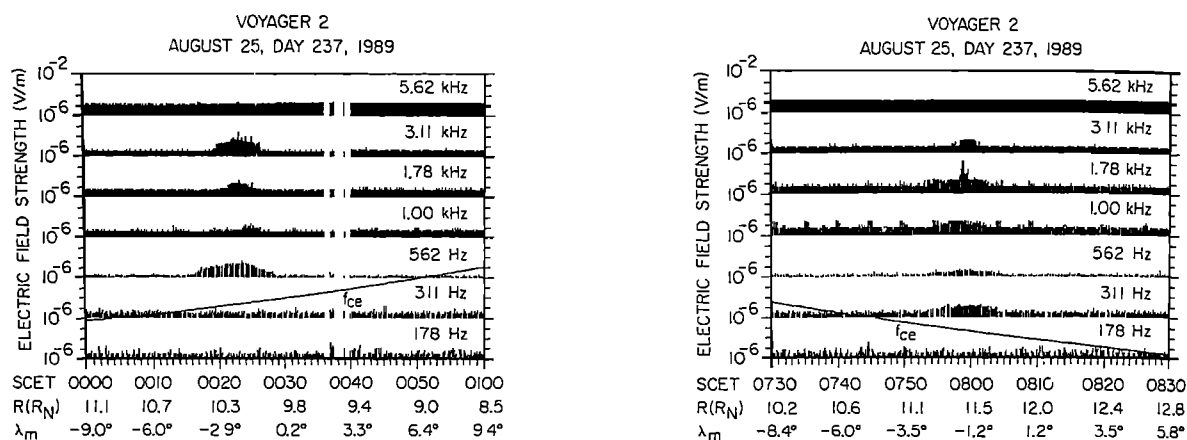 VOYAGER 2
AUGUST 25, DAY 237, 1989
ELECTRIC FIELD STRENGTH (V/m)
10-2
5.62 kHz
10-6
3.11 kHz
10-6
1.78 kHz
10-6
1.00 kHz
10-6
562 Hz
10-6
fce
311 Hz
10-6
178 Hz
10-6
SCET 0000 0010 0020 0030 0040 0050 0100
R(RN) 11.1 10.7 10.3 9.8 9.4 9.0 8.5
λm -9.0° -6.0° -2.9° 0.2° 3.3° 6.4° 9.4°
VOYAGER 2
AUGUST 25, DAY 237, 1989
ELECTRIC FIELD STRENGTH (V/m)
10-2
5.62 kHz
10-6
3.11 kHz
10-6
1.78 kHz
10-6
1.00 kHz
10-6
562 Hz
10-6
311 Hz
10-6
fce
178 Hz
10-6
SCET 0730 0740 0750 0800 0810 0820 0830
R(RN) 10.2 10.6 11.1 11.5 12.0 12.4 12.8
λm -8.4° -6.0° -3.5° -1.2° 1.2° 3.5° 5.8°